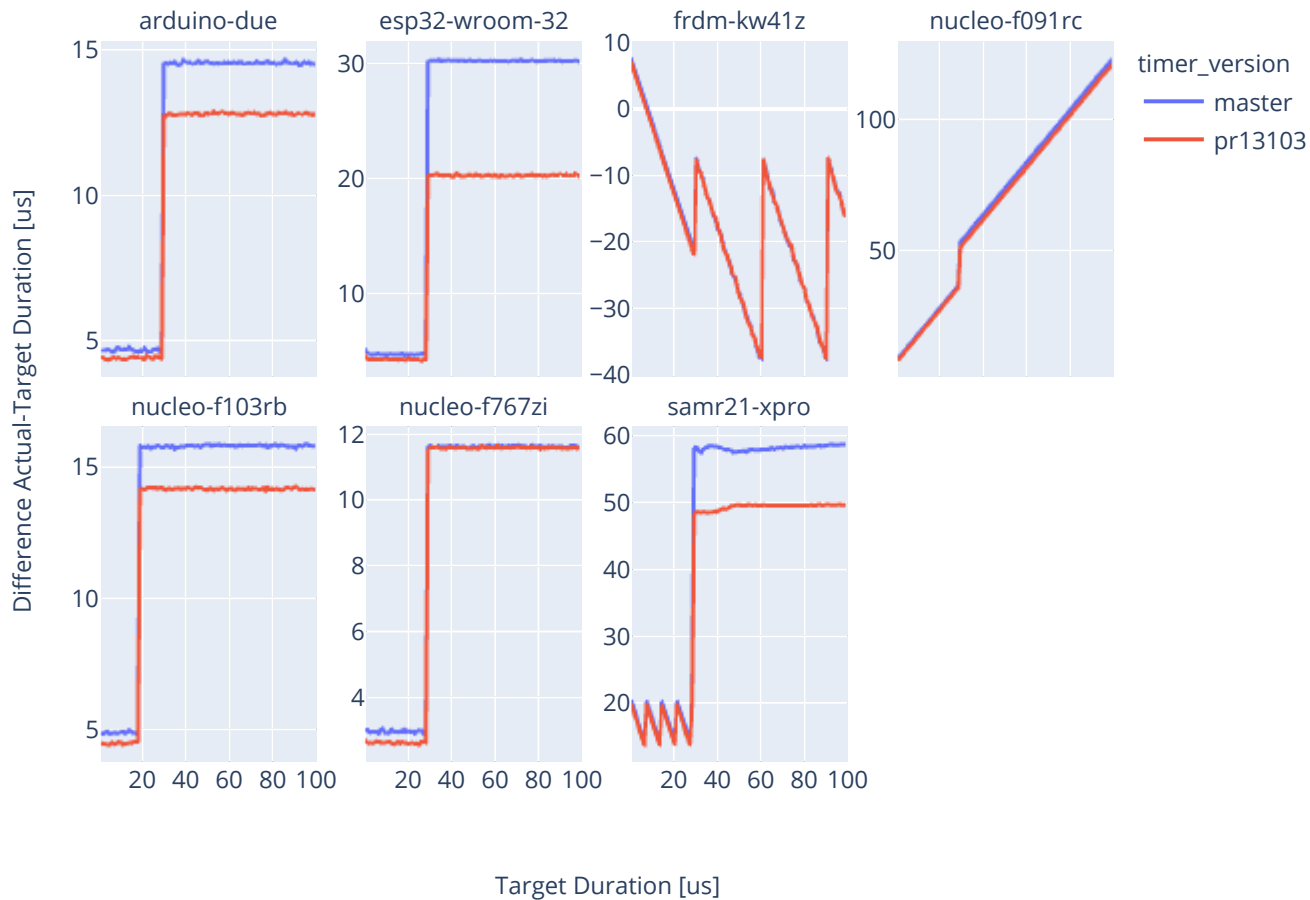 arduino-due
esp32-wroom-32
frdm-kw41z
nucleo-f091rc
timer_version
master
pr13103
15
10
5
30
20
10
10
0
−10
−20
−30
−40
100
50
Difference Actual-Target Duration [us]
nucleo-f103rb
nucleo-f767zi
samr21-xpro
15
10
5
12
10
8
6
4
60
50
40
30
20
20 40 60 80 100
20 40 60 80 100
20 40 60 80 100
Target Duration [us]